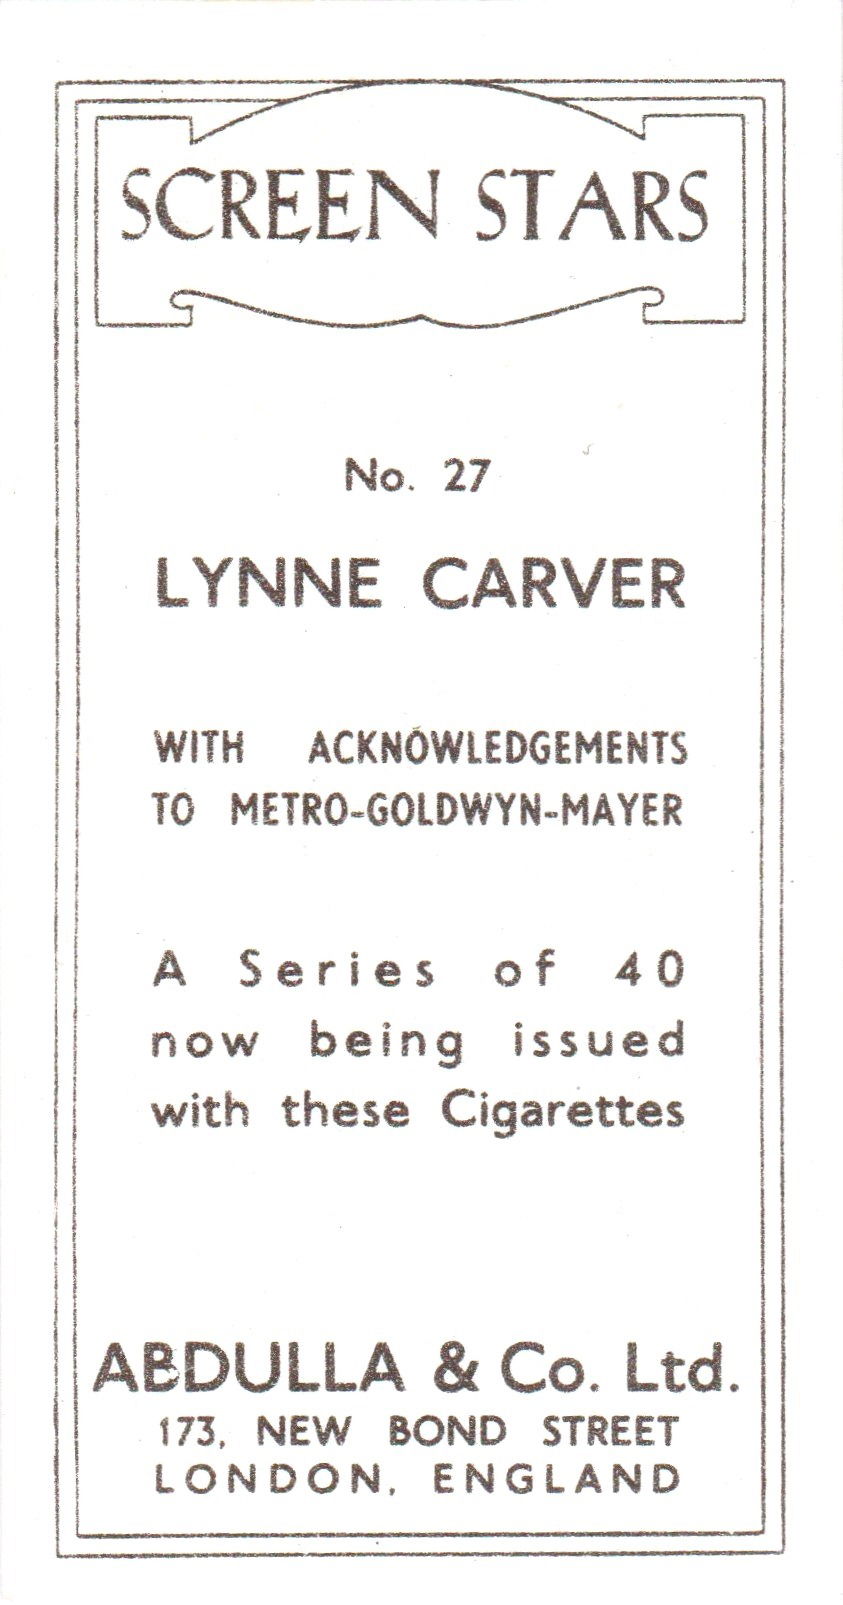 SCREEN STARS
No. 27
LYNNE CARVER
WITH ACKNOWLEDGEMENTS
TO METRO-GOLDWYN-MAYER
A Series of 40
now being issued
with these Cigarettes
ABDULLA & Co. Ltd.
173, NEW BOND STREET
LONDON, ENGLAND